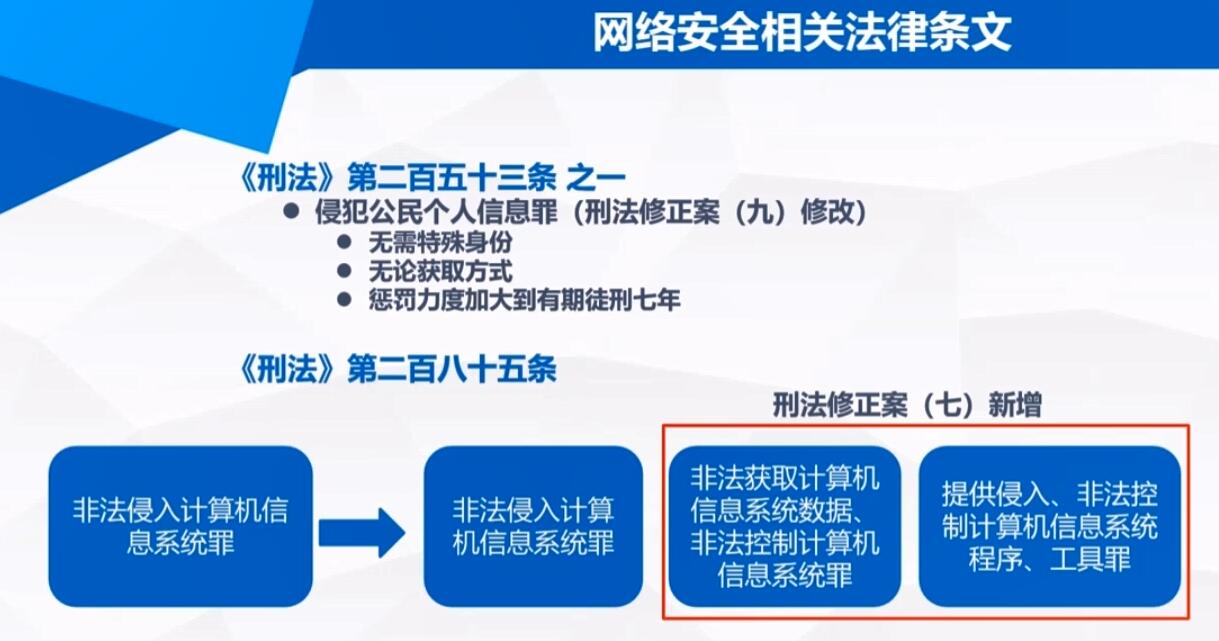 网络安全相关法律条文
《刑法》第二百五十三条 之一
侵犯公民个人信息罪（刑法修正案（九）修改）
无需特殊身份
无论获取方式
惩罚力度加大到有期徒刑七年
《刑法》第二百八十五条
刑法修正案（七）新增
非法侵入计算机信
息系统罪
非法侵入计算
机信息系统罪
非法获取计算机
信息系统数据、
非法控制计算机
信息系统罪
提供侵入、非法控
制计算机信息系统
程序、工具罪